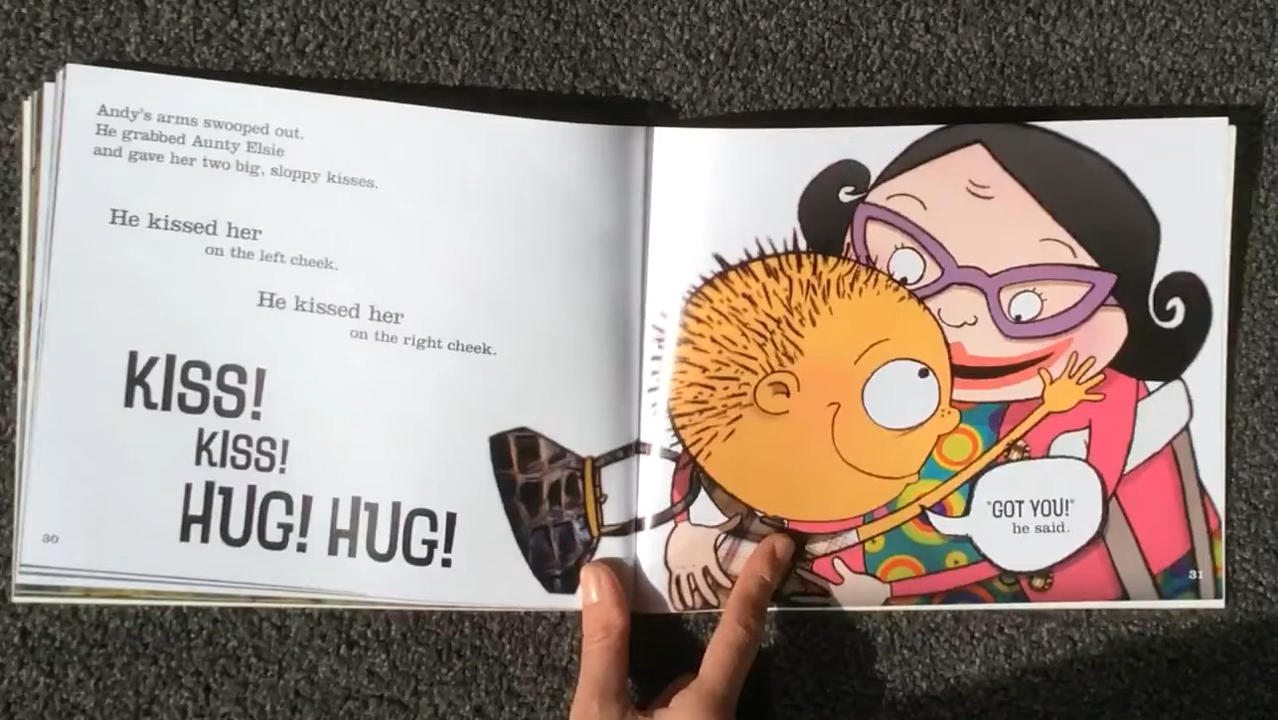 Andy's arms swooped out.
He grabbed Aunty Elsie
and gave her two big, sloppy kisses.
He kissed her
on the left cheek.
He kissed her
on the right cheek.
KISS!
KISS!
HUG! HUG!
30
"GOT YOU!"
he said.
31